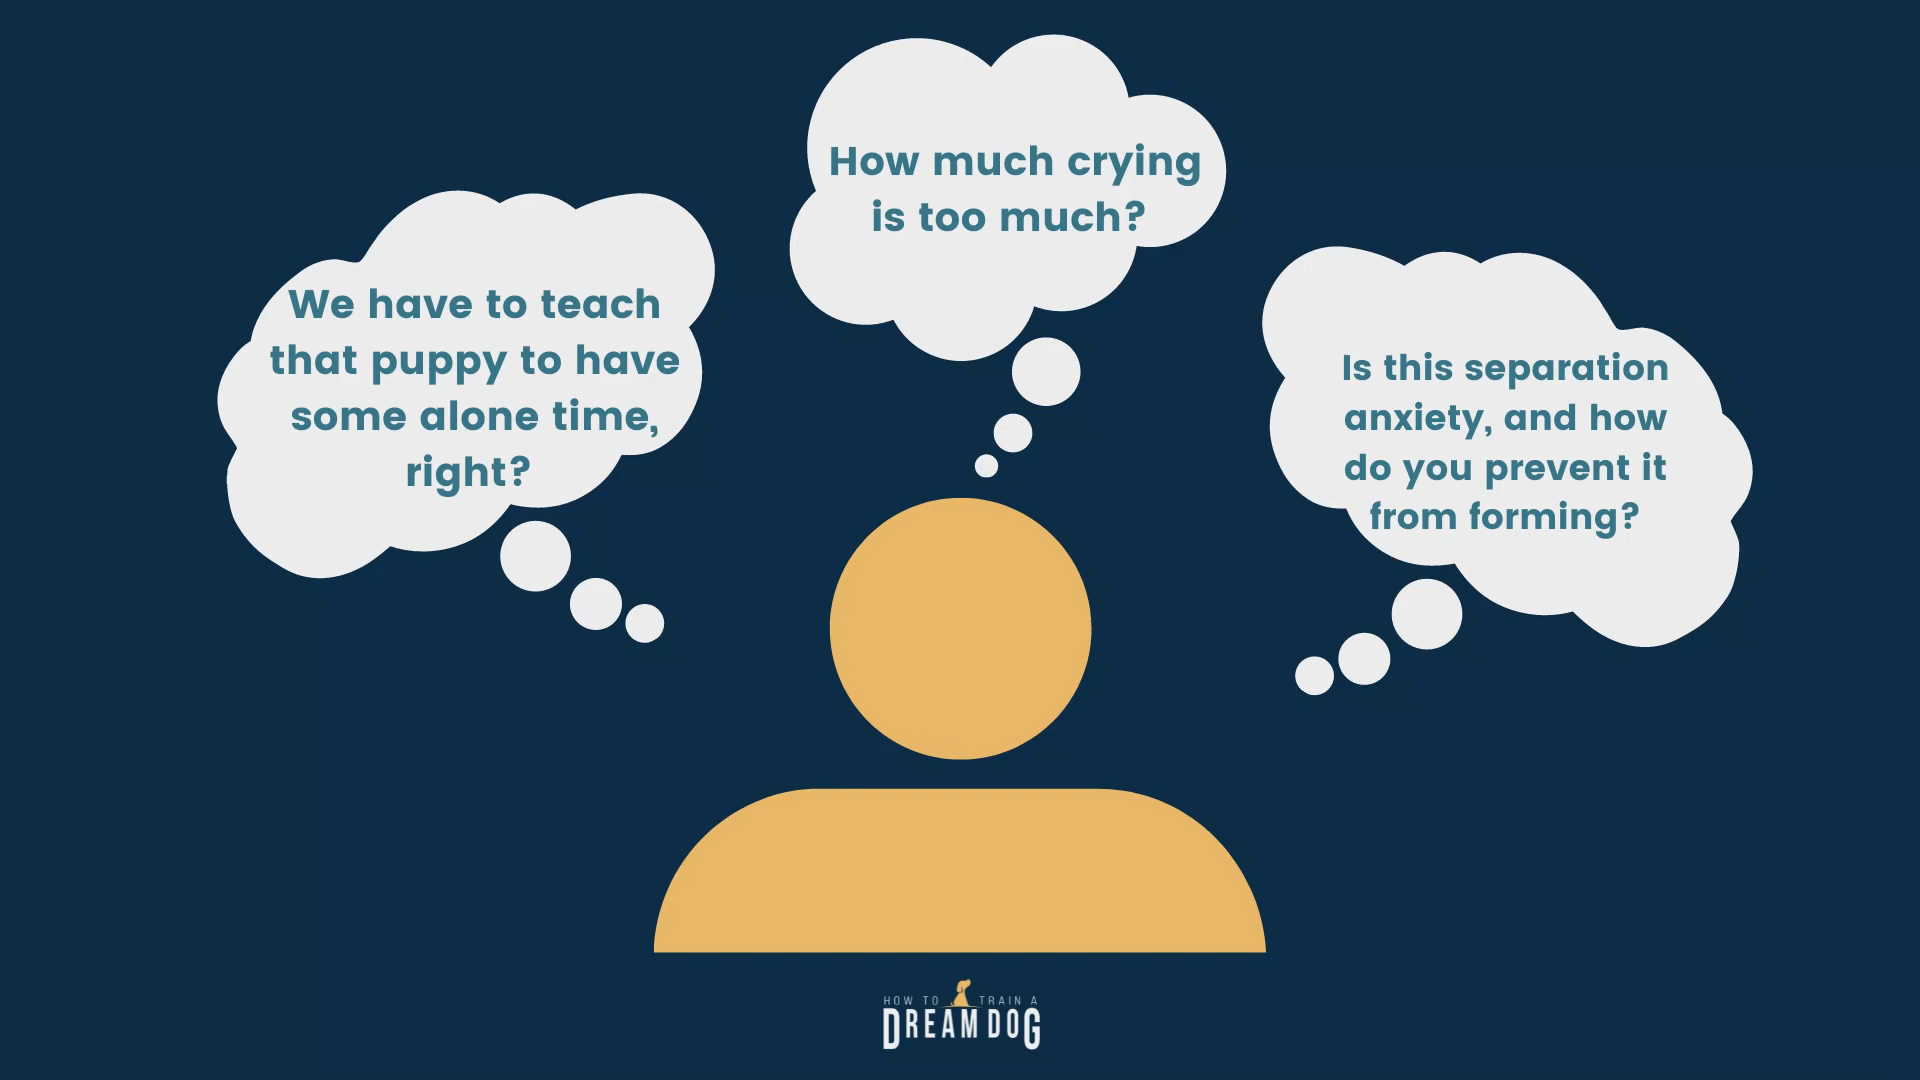 We have to teach
that puppy to have
some alone time,
right?
How much crying
is too much?
Is this separation
anxiety, and how
do you prevent it
from forming?
HOW TO TRAIN A
DREAM DOG